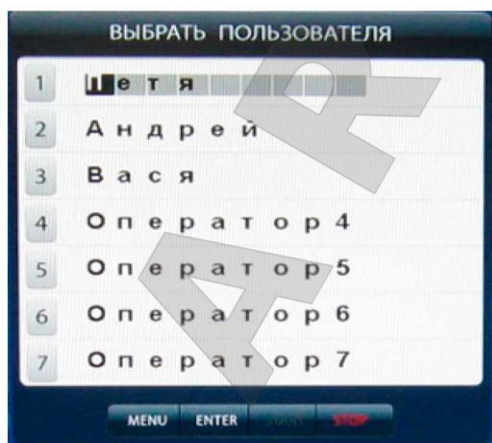 ВЫБРАТЬ ПОЛЬЗОВАТЕЛЯ
1 Петя
2 Андрей
3 Вася
4 Оператор4
5 Оператор5
6 Оператор6
7 Оператор7
MENU ENTER START STOP